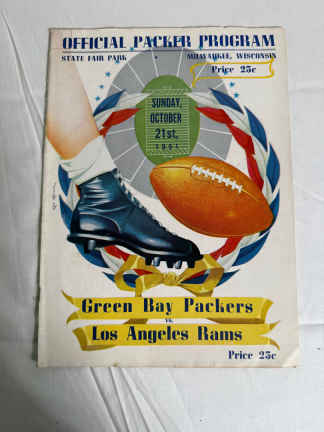 OFFICIAL PACKER PROGRAM
STATE FAIR PARK • MILWAUKEE, WISCONSIN
Price 25c
SUNDAY,
OCTOBER
21st,
1951
Green Bay Packers
vs.
Los Angeles Rams
Price 25c